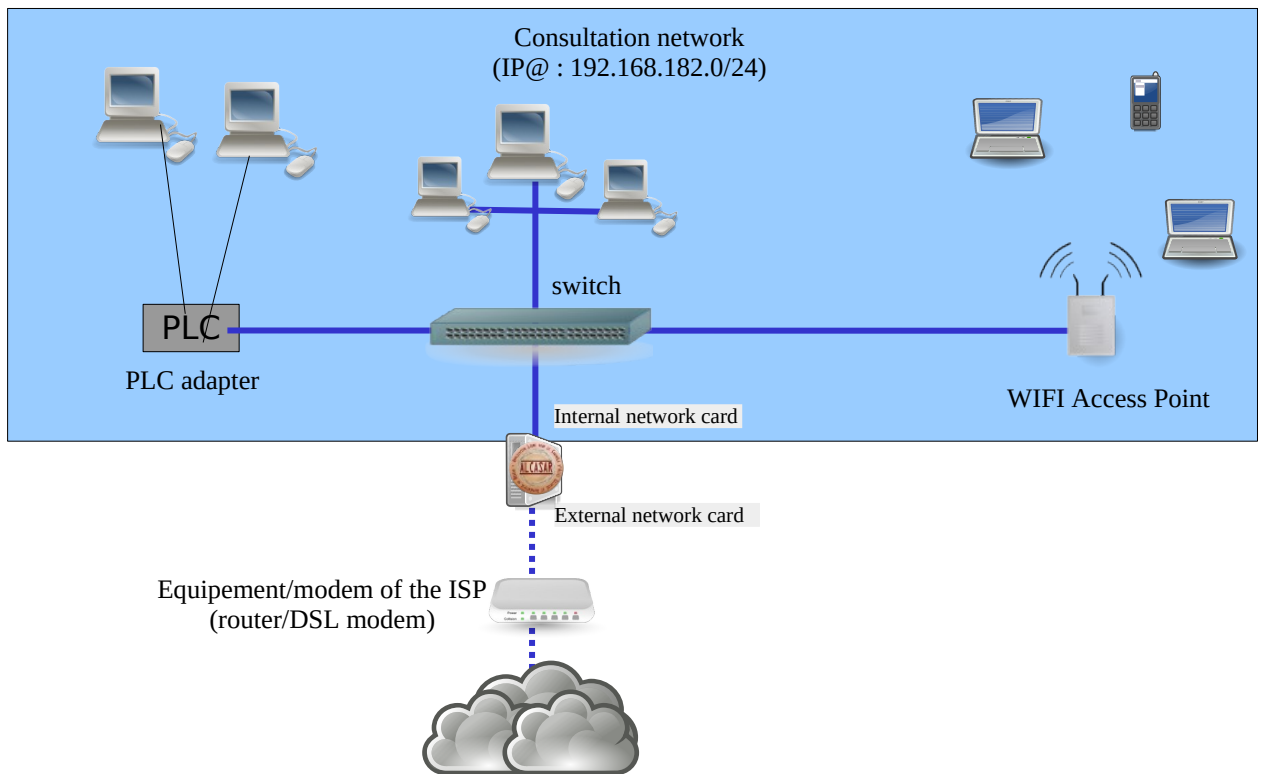 Consultation network
(IP@ : 192.168.182.0/24)
switch
PLC
PLC adapter
WIFI Access Point
Internal network card
ALCASAR
External network card
Equipement/modem of the ISP
(router/DSL modem)